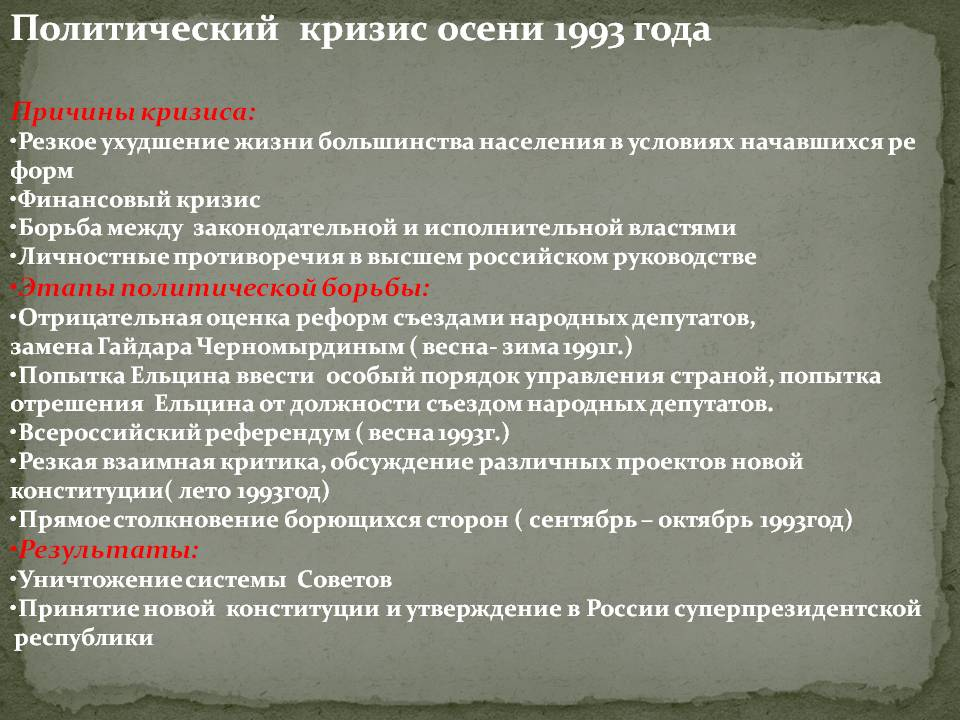 Политический  кризис осени 1993 года
Причины кризиса:
•Резкое ухудшение жизни большинства населения в условиях начавшихся ре
форм
•Финансовый кризис
•Борьба между  законодательной и исполнительной властями
•Личностные противоречия в высшем российском руководстве
•Этапы политической борьбы:
•Отрицательная оценка реформ съездами народных депутатов,
замена Гайдара Черномырдиным ( весна- зима 1991г.)
•Попытка Ельцина ввести  особый порядок управления страной, попытка
отрешения  Ельцина от должности съездом народных депутатов.
•Всероссийский референдум ( весна 1993г.)
•Резкая взаимная критика, обсуждение различных проектов новой
конституции( лето 1993год)
•Прямое столкновение борющихся сторон ( сентябрь – октябрь 1993год)
•Результаты:
•Уничтожение системы  Советов
•Принятие новой  конституции и утверждение в России суперпрезидентской
республики